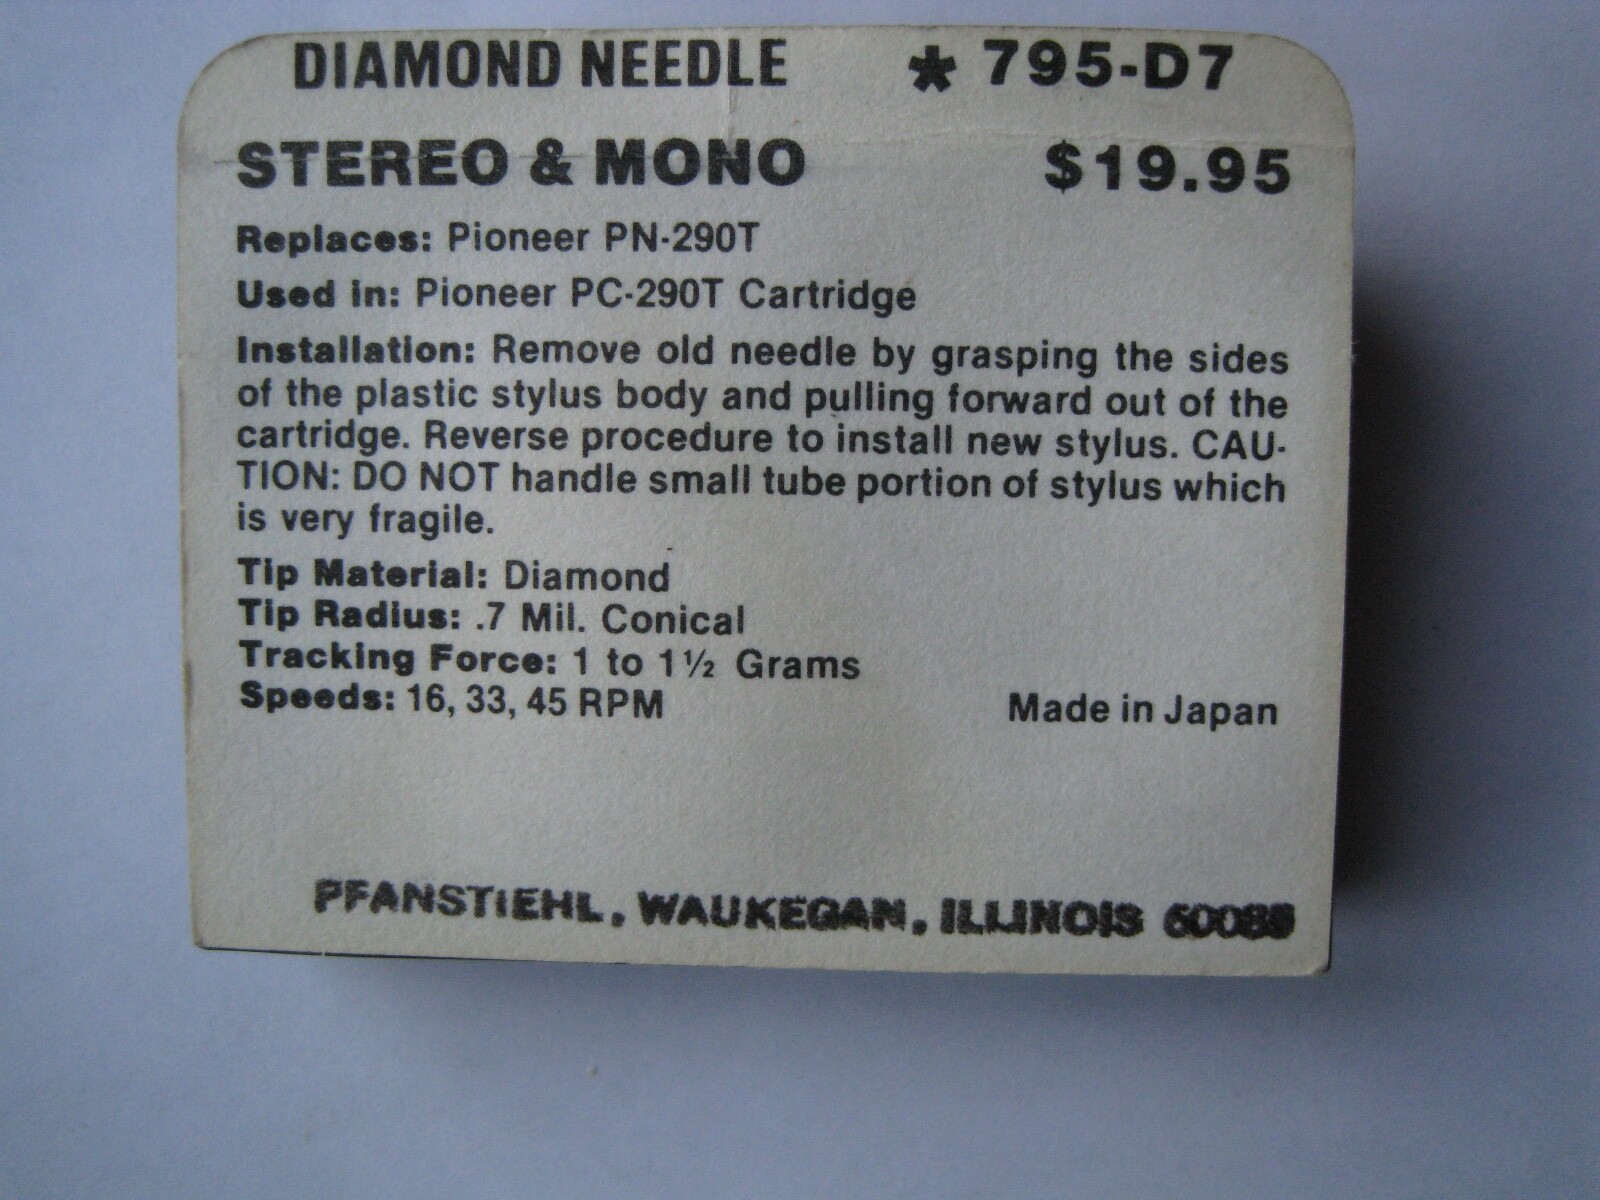 DIAMOND NEEDLE * 795-D7
STEREO & MONO $19.95
Replaces: Pioneer PN-290T
Used in: Pioneer PC-290T Cartridge
Installation: Remove old needle by grasping the sides
of the plastic stylus body and pulling forward out of the
cartridge. Reverse procedure to install new stylus. CAU-
TION: DO NOT handle small tube portion of stylus which
is very fragile.
Tip Material: Diamond
Tip Radius: .7 Mil. Conical
Tracking Force: 1 to 1½ Grams
Speeds: 16, 33, 45 RPM Made in Japan
PFANSTIEHL, WAUKEGAN, ILLINOIS